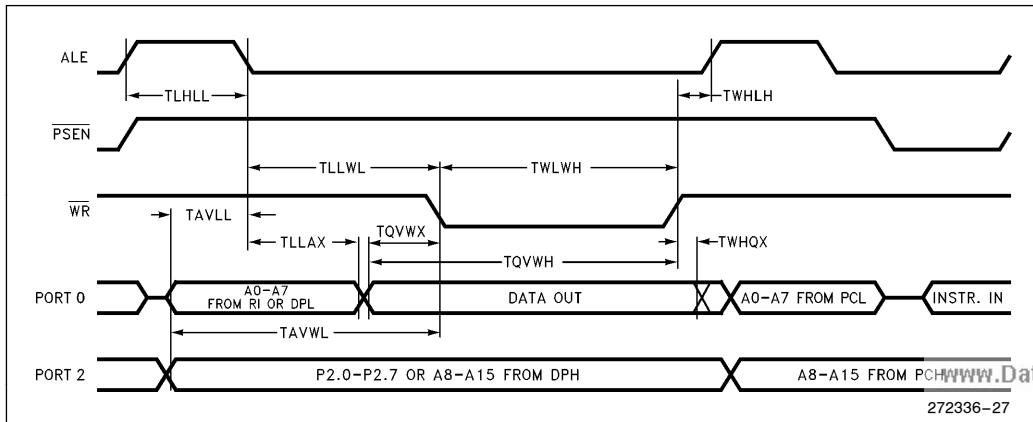 ALE
TLHLL
TWHLH
PSEN
TLLWL
TWLWH
WR
TAVLL
TLLAX
TQVWX
TWHQX
TQVWH
PORT 0
A0–A7
FROM RI OR DPL
DATA OUT
A0–A7 FROM PCL
INSTR. IN
TAVWL
PORT 2
P2.0–P2.7 OR A8–A15 FROM DPH
A8–A15 FROM PCH
www.Dat
272336–27